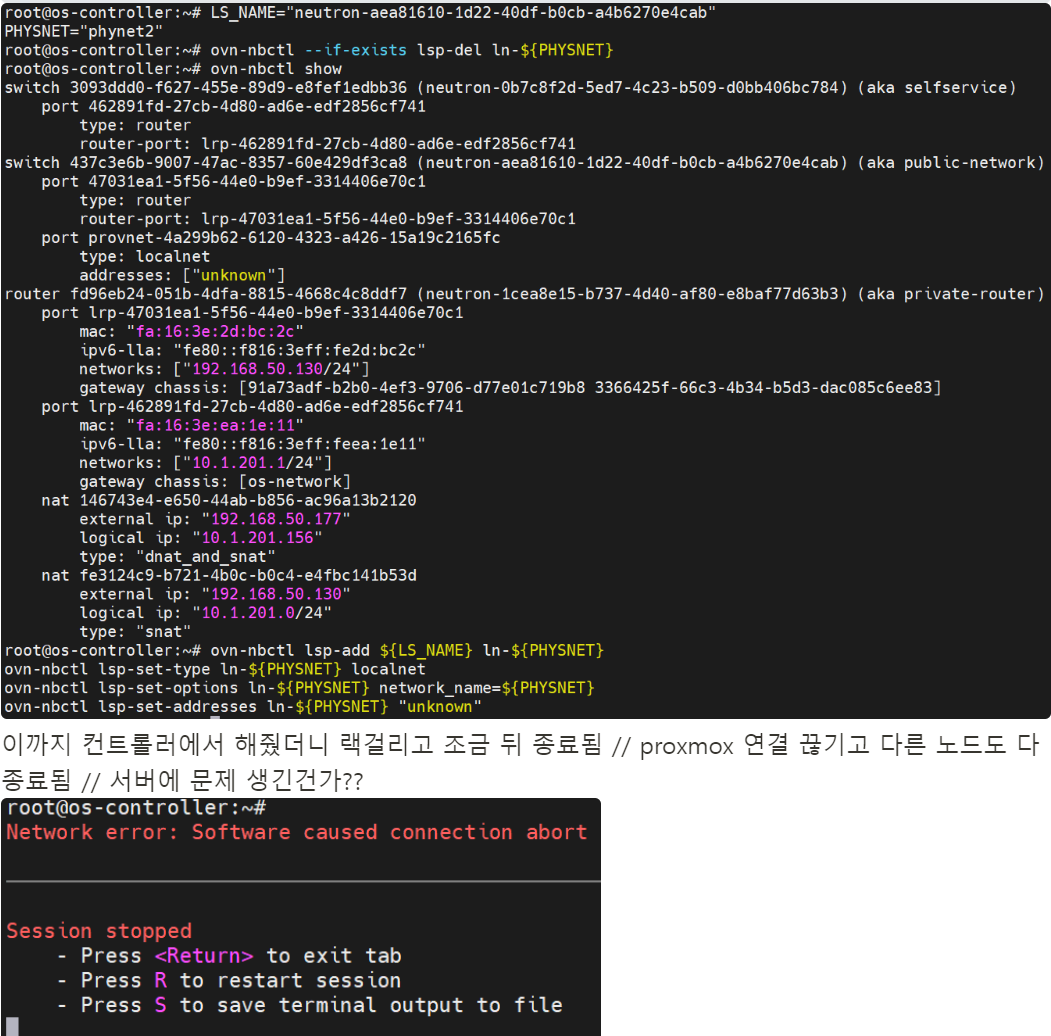 root@os-controller:~# LS_NAME="neutron-aea81610-1d22-40df-b0cb-a4b6270e4cab"
PHYSNET="phynet2"
root@os-controller:~# ovn-nbctl --if-exists lsp-del ln-${PHYSNET}
root@os-controller:~# ovn-nbctl show
switch 3093ddd0-f627-455e-89d9-e8fef1edbb36 (neutron-0b7c8f2d-5ed7-4c23-b509-d0bb406bc784) (aka selfservice)
    port 462891fd-27cb-4d80-ad6e-edf2856cf741
        type: router
        router-port: lrp-462891fd-27cb-4d80-ad6e-edf2856cf741
switch 437c3e6b-9007-47ac-8357-60e429df3ca8 (neutron-aea81610-1d22-40df-b0cb-a4b6270e4cab) (aka public-network)
    port 47031ea1-5f56-44e0-b9ef-3314406e70c1
        type: router
        router-port: lrp-47031ea1-5f56-44e0-b9ef-3314406e70c1
    port provnet-4a299b62-6120-4323-a426-15a19c2165fc
        type: localnet
        addresses: ["unknown"]
router fd96eb24-051b-4dfa-8815-4668c4c8ddf7 (neutron-1cea8e15-b737-4d40-af80-e8baf77d63b3) (aka private-router)
    port lrp-47031ea1-5f56-44e0-b9ef-3314406e70c1
        mac: "fa:16:3e:2d:bc:2c"
        ipv6-lla: "fe80::f816:3eff:fe2d:bc2c"
        networks: ["192.168.50.130/24"]
        gateway chassis: [91a73adf-b2b0-4ef3-9706-d77e01c719b8 3366425f-66c3-4b34-b5d3-dac085c6ee83]
    port lrp-462891fd-27cb-4d80-ad6e-edf2856cf741
        mac: "fa:16:3e:ea:1e:11"
        ipv6-lla: "fe80::f816:3eff:feea:1e11"
        networks: ["10.1.201.1/24"]
        gateway chassis: [os-network]
    nat 146743e4-e650-44ab-b856-ac96a13b2120
        external ip: "192.168.50.177"
        logical ip: "10.1.201.156"
        type: "dnat_and_snat"
    nat fe3124c9-b721-4b0c-b0c4-e4fbc141b53d
        external ip: "192.168.50.130"
        logical ip: "10.1.201.0/24"
        type: "snat"
root@os-controller:~# ovn-nbctl lsp-add ${LS_NAME} ln-${PHYSNET}
ovn-nbctl lsp-set-type ln-${PHYSNET} localnet
ovn-nbctl lsp-set-options ln-${PHYSNET} network_name=${PHYSNET}
ovn-nbctl lsp-set-addresses ln-${PHYSNET} "unknown"
이까지 컨트롤러에서 해줬더니 랙걸리고 조금 뒤 종료됨 // proxmox 연결 끊기고 다른 노드도 다
종료됨 // 서버에 문제 생긴건가??
root@os-controller:~#
Network error: Software caused connection abort
Session stopped
    - Press <Return> to exit tab
    - Press R to restart session
    - Press S to save terminal output to file